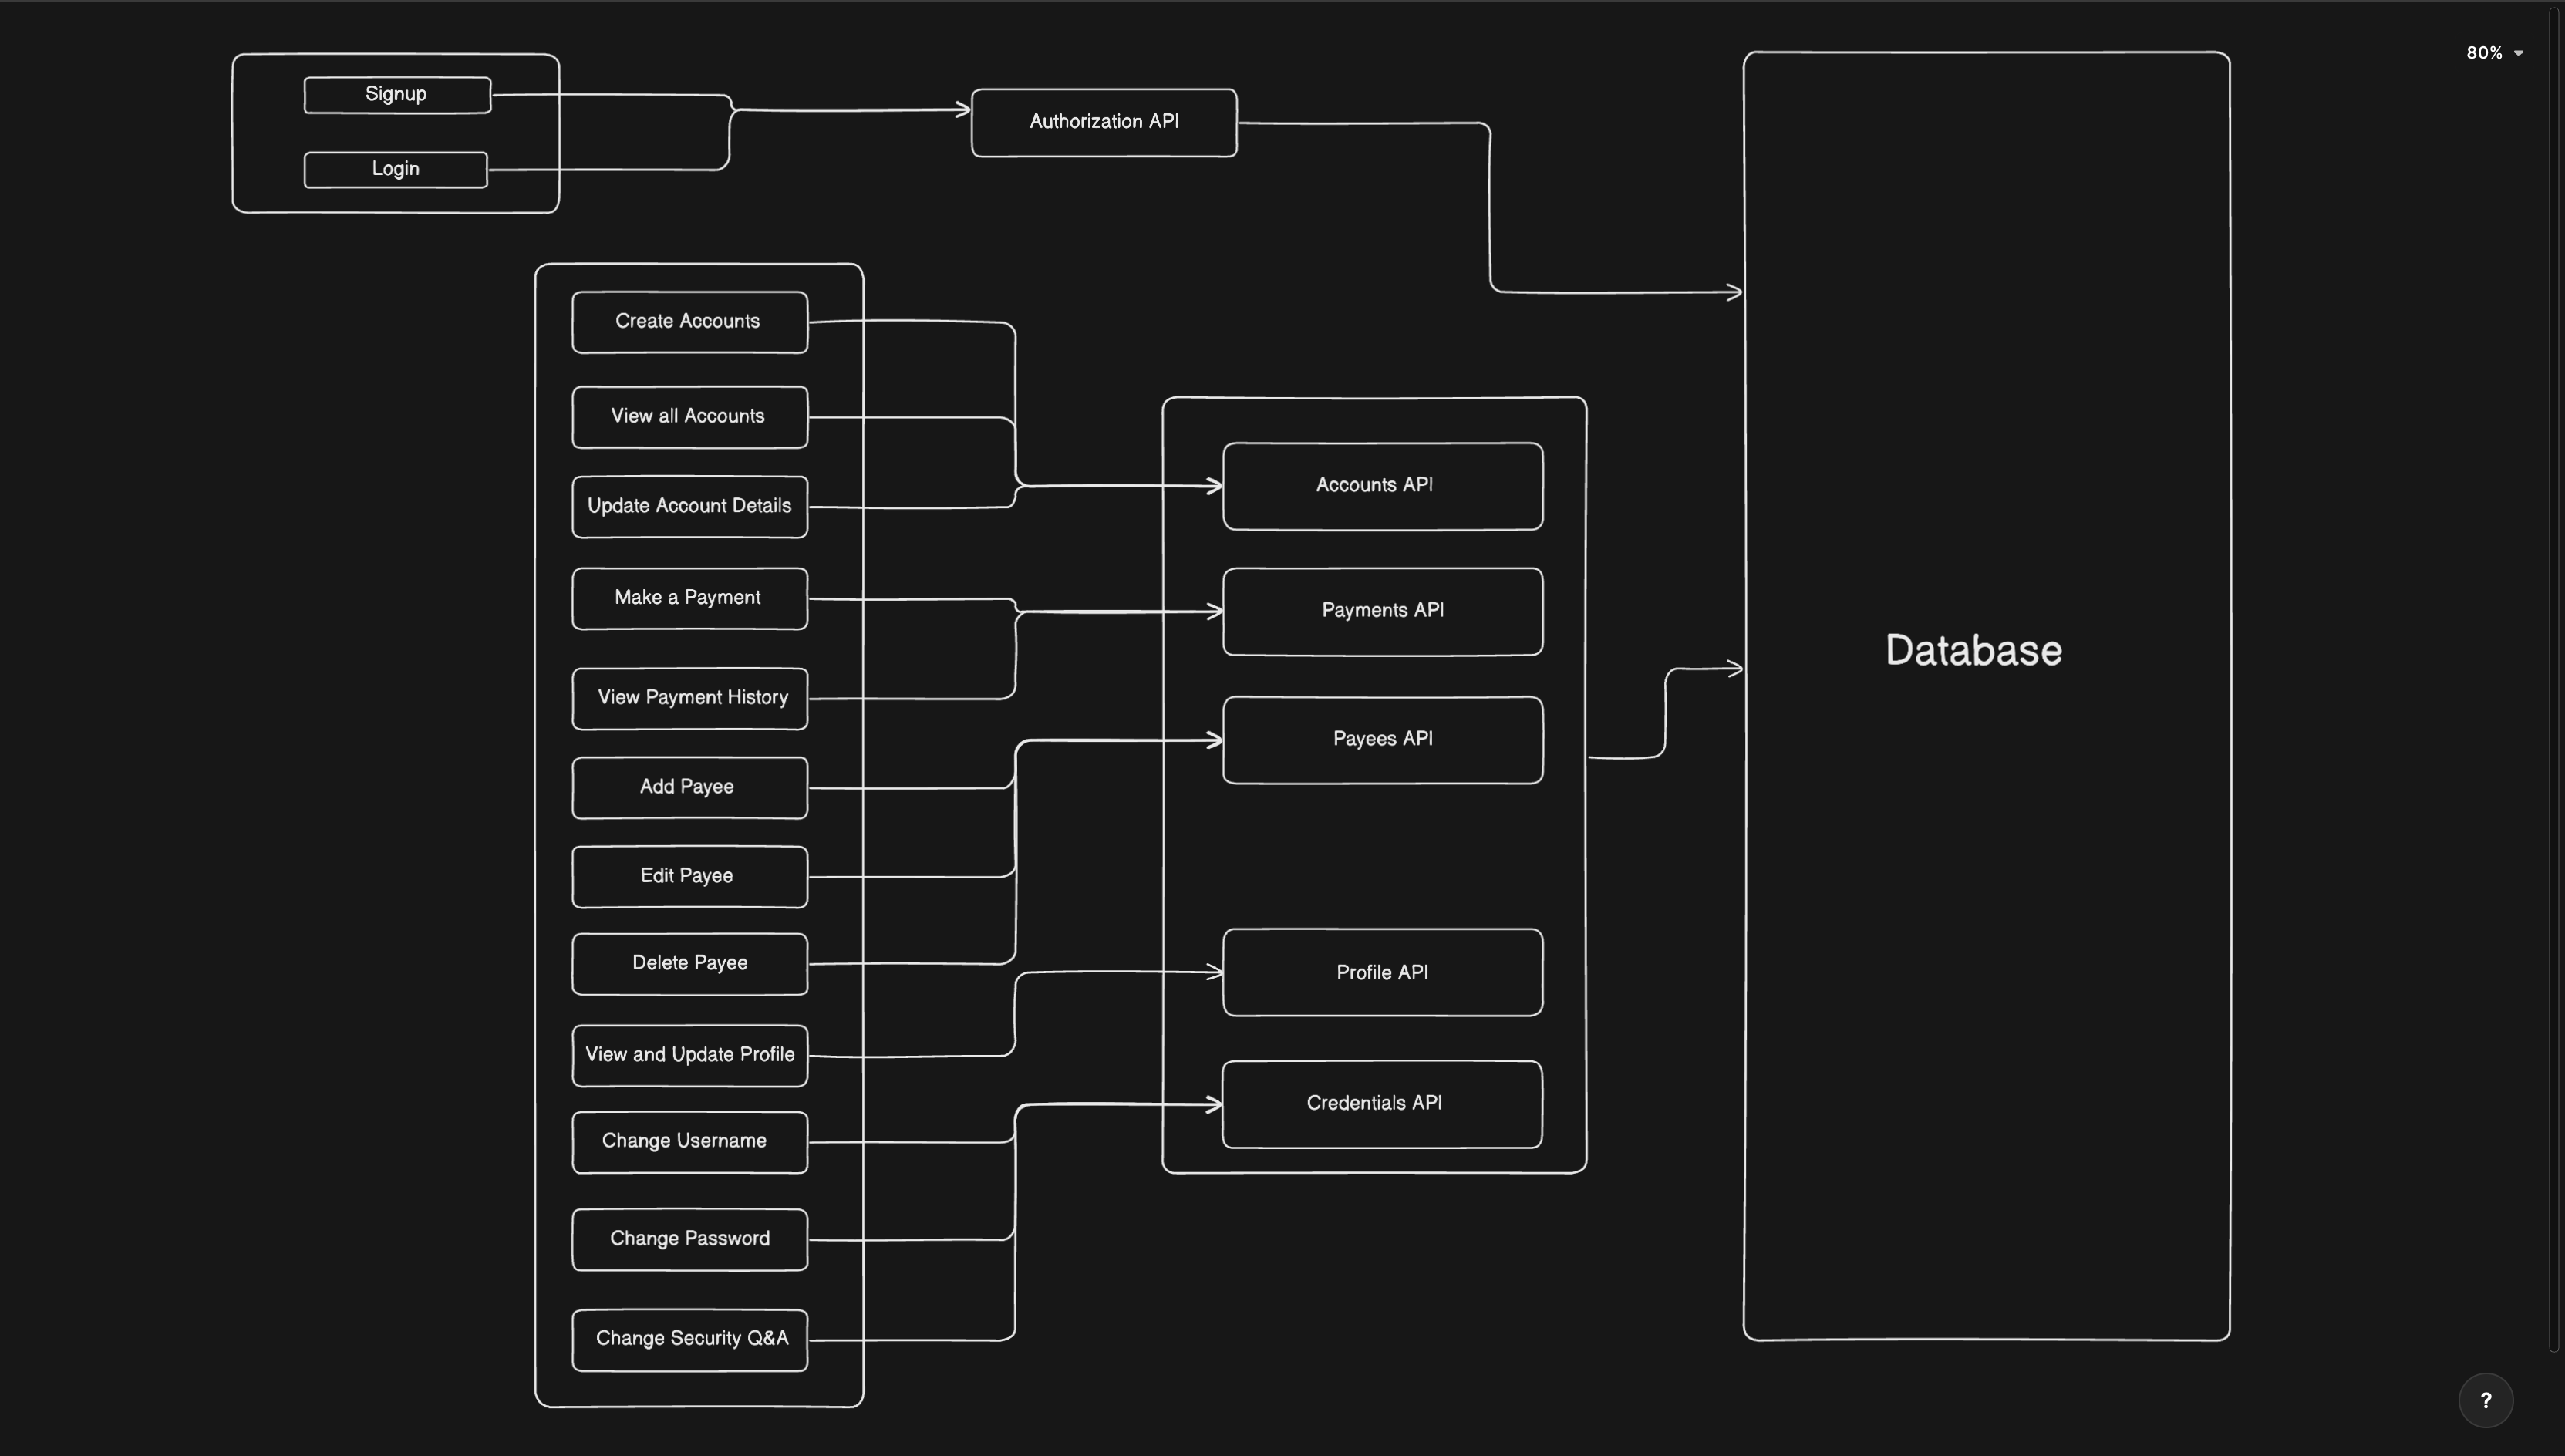 80%
Signup
Login
Authorization API
Create Accounts
View all Accounts
Update Account Details
Make a Payment
View Payment History
Add Payee
Edit Payee
Delete Payee
View and Update Profile
Change Username
Change Password
Change Security Q&A
Accounts API
Payments API
Payees API
Profile API
Credentials API
Database
?